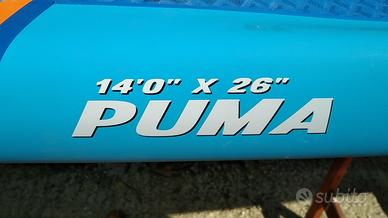 14'0" X 26"
PUMA
subito